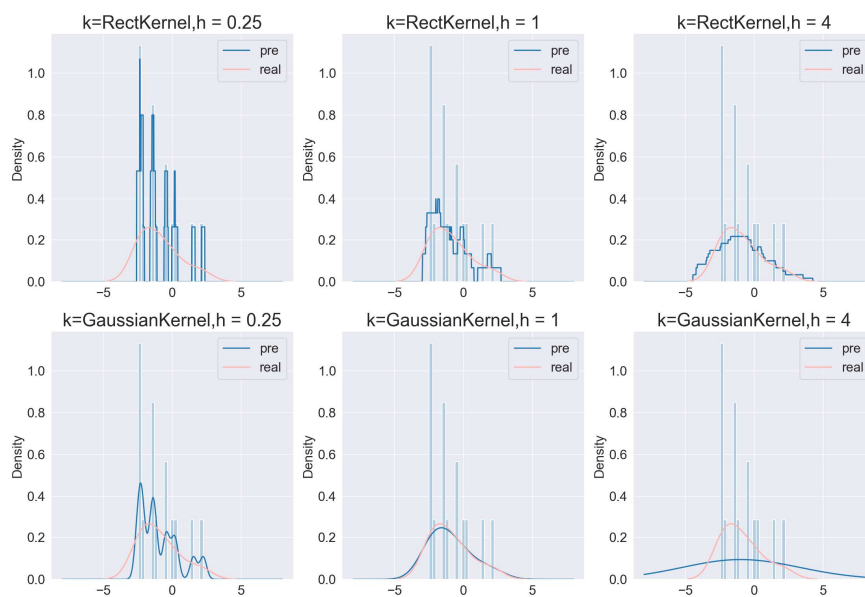 k=RectKernel,h = 0.25
k=RectKernel,h = 1
k=RectKernel,h = 4
pre
real
pre
real
pre
real
Density
1.0
0.8
0.6
0.4
0.2
0.0
−5
0
5
Density
1.0
0.8
0.6
0.4
0.2
0.0
−5
0
5
Density
1.0
0.8
0.6
0.4
0.2
0.0
−5
0
5
k=GaussianKernel,h = 0.25
k=GaussianKernel,h = 1
k=GaussianKernel,h = 4
pre
real
pre
real
pre
real
Density
1.0
0.8
0.6
0.4
0.2
0.0
−5
0
5
Density
1.0
0.8
0.6
0.4
0.2
0.0
−5
0
5
Density
1.0
0.8
0.6
0.4
0.2
0.0
−5
0
5